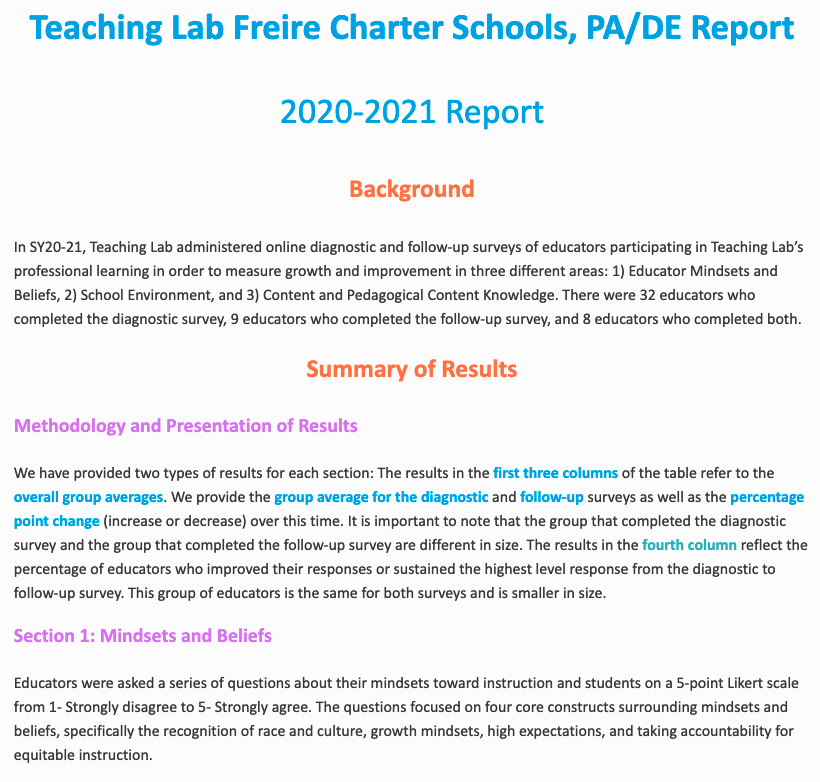 Teaching Lab Freire Charter Schools, PA/DE Report
2020-2021 Report
Background
In SY20-21, Teaching Lab administered online diagnostic and follow-up surveys of educators participating in Teaching Lab’s
professional learning in order to measure growth and improvement in three different areas: 1) Educator Mindsets and
Beliefs, 2) School Environment, and 3) Content and Pedagogical Content Knowledge. There were 32 educators who
completed the diagnostic survey, 9 educators who completed the follow-up survey, and 8 educators who completed both.
Summary of Results
Methodology and Presentation of Results
We have provided two types of results for each section: The results in the first three columns of the table refer to the
overall group averages. We provide the group average for the diagnostic and follow-up surveys as well as the percentage
point change (increase or decrease) over this time. It is important to note that the group that completed the diagnostic
survey and the group that completed the follow-up survey are different in size. The results in the fourth column reflect the
percentage of educators who improved their responses or sustained the highest level response from the diagnostic to
follow-up survey. This group of educators is the same for both surveys and is smaller in size.
Section 1: Mindsets and Beliefs
Educators were asked a series of questions about their mindsets toward instruction and students on a 5-point Likert scale
from 1- Strongly disagree to 5- Strongly agree. The questions focused on four core constructs surrounding mindsets and
beliefs, specifically the recognition of race and culture, growth mindsets, high expectations, and taking accountability for
equitable instruction.